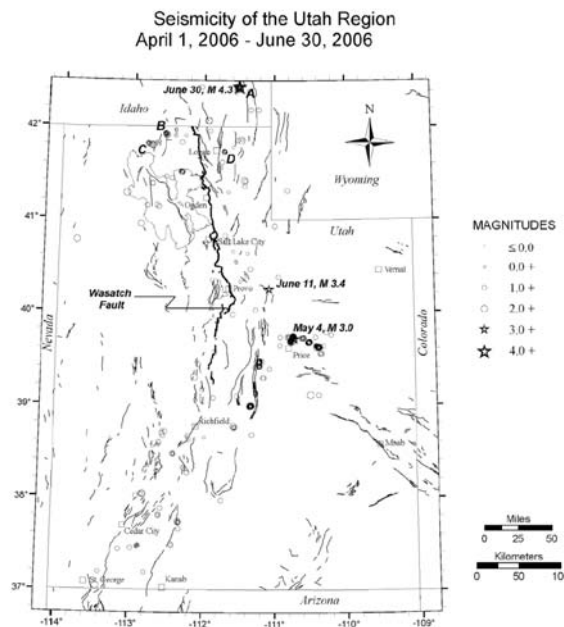 Seismicity of the Utah Region
April 1, 2006 - June 30, 2006
June 30, M 4.3
A
Idaho
42°
B
C
D
N
Wyoming
41°
Ogden
Salt Lake City
Utah
Vernal
Provo
June 11, M 3.4
Wasatch
Fault
40°
May 4, M 3.0
Price
Nevada
Colorado
39°
Richfield
Moab
38°
Cedar City
37°
St. George
Kanab
Arizona
-114°
-113°
-112°
-111°
-110°
-109°
MAGNITUDES
≤ 0.0
0.0 +
1.0 +
2.0 +
3.0 +
4.0 +
Miles
0 25 50
Kilometers
0 50 10